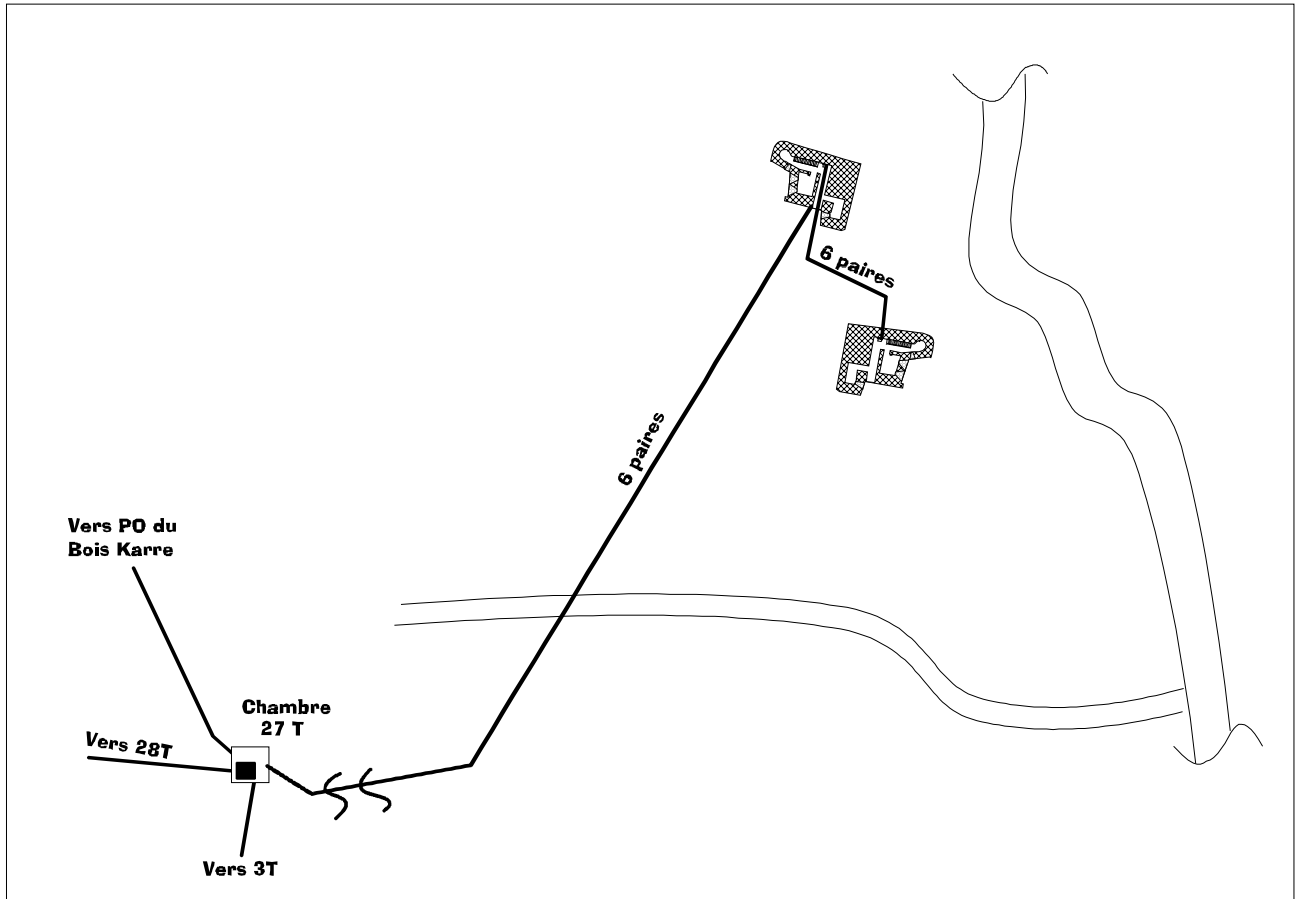 6 paires
6 paires
Vers PO du
Bois Karre
Chambre
27 T
Vers 28T
Vers 3T